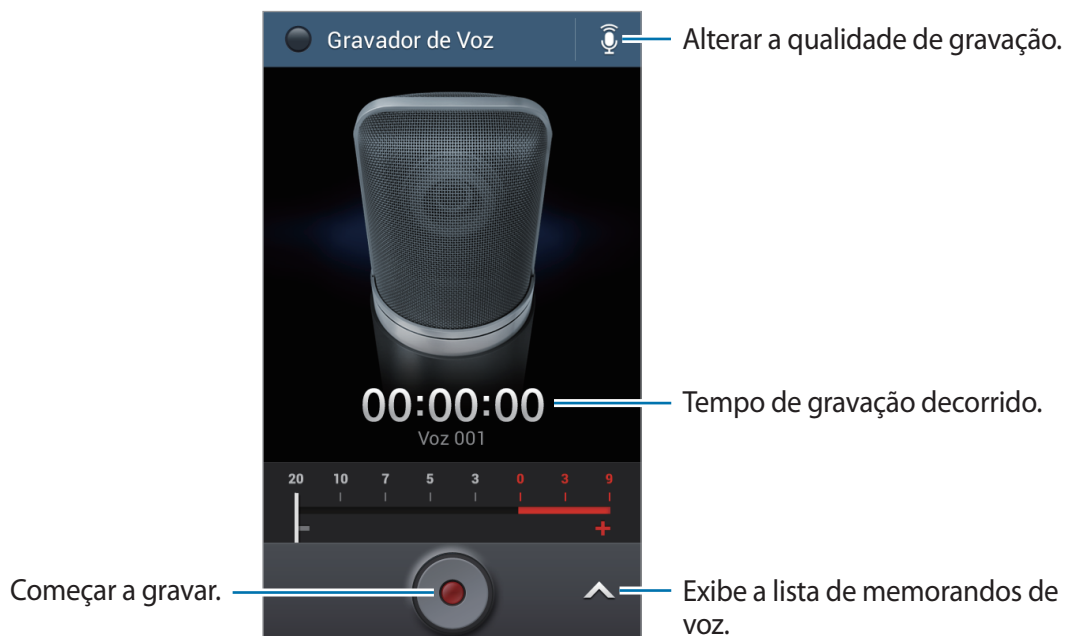 Gravador de Voz
Alterar a qualidade de gravação.
00:00:00
Tempo de gravação decorrido.
Voz 001
20 10 7 5 3 0 3 9
- +
Começar a gravar.
Exibe a lista de memorandos de
voz.